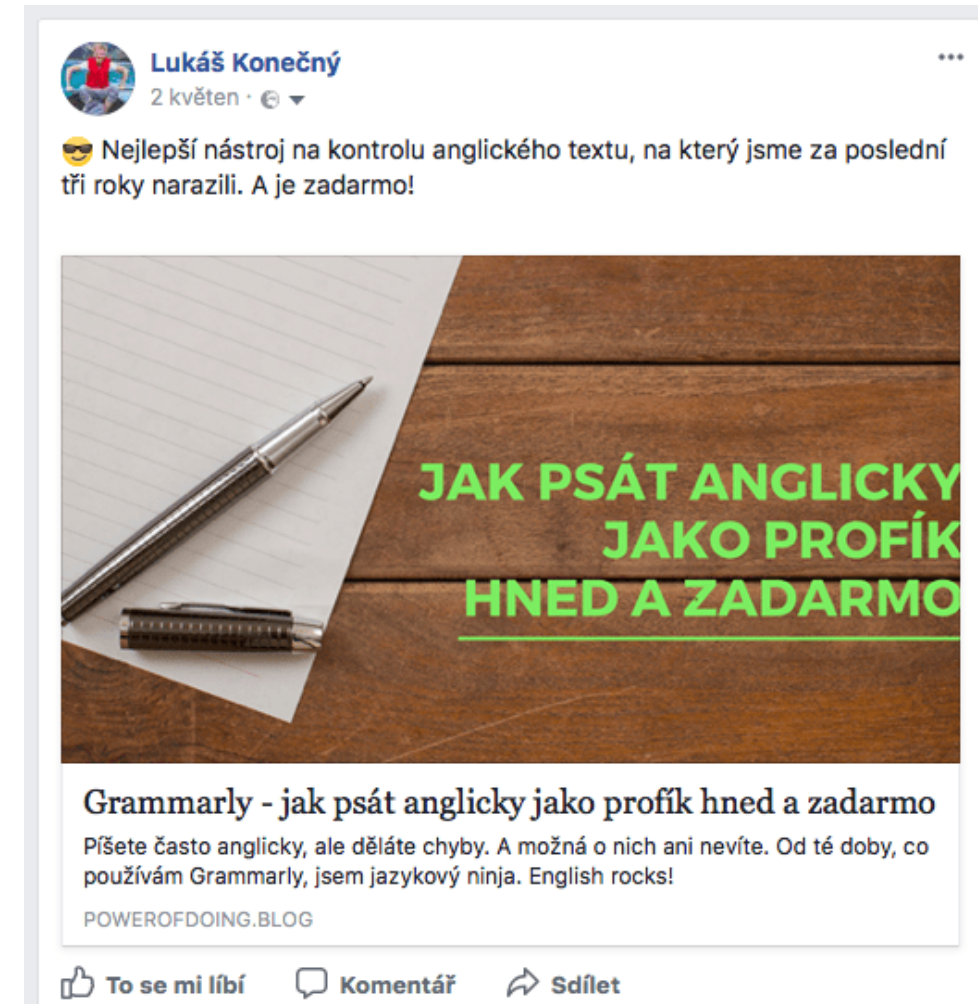 Lukáš Konečný
2 květen ·
😎 Nejlepší nástroj na kontrolu anglického textu, na který jsme za poslední
tři roky narazili. A je zadarmo!
JAK PSÁT ANGLICKY
JAKO PROFÍK
HNED A ZADARMO
Grammarly - jak psát anglicky jako profík hned a zadarmo
Píšete často anglicky, ale děláte chyby. A možná o nich ani nevíte. Od té doby, co
používám Grammarly, jsem jazykový ninja. English rocks!
POWEROFDOING.BLOG
To se mi líbí Komentář Sdílet